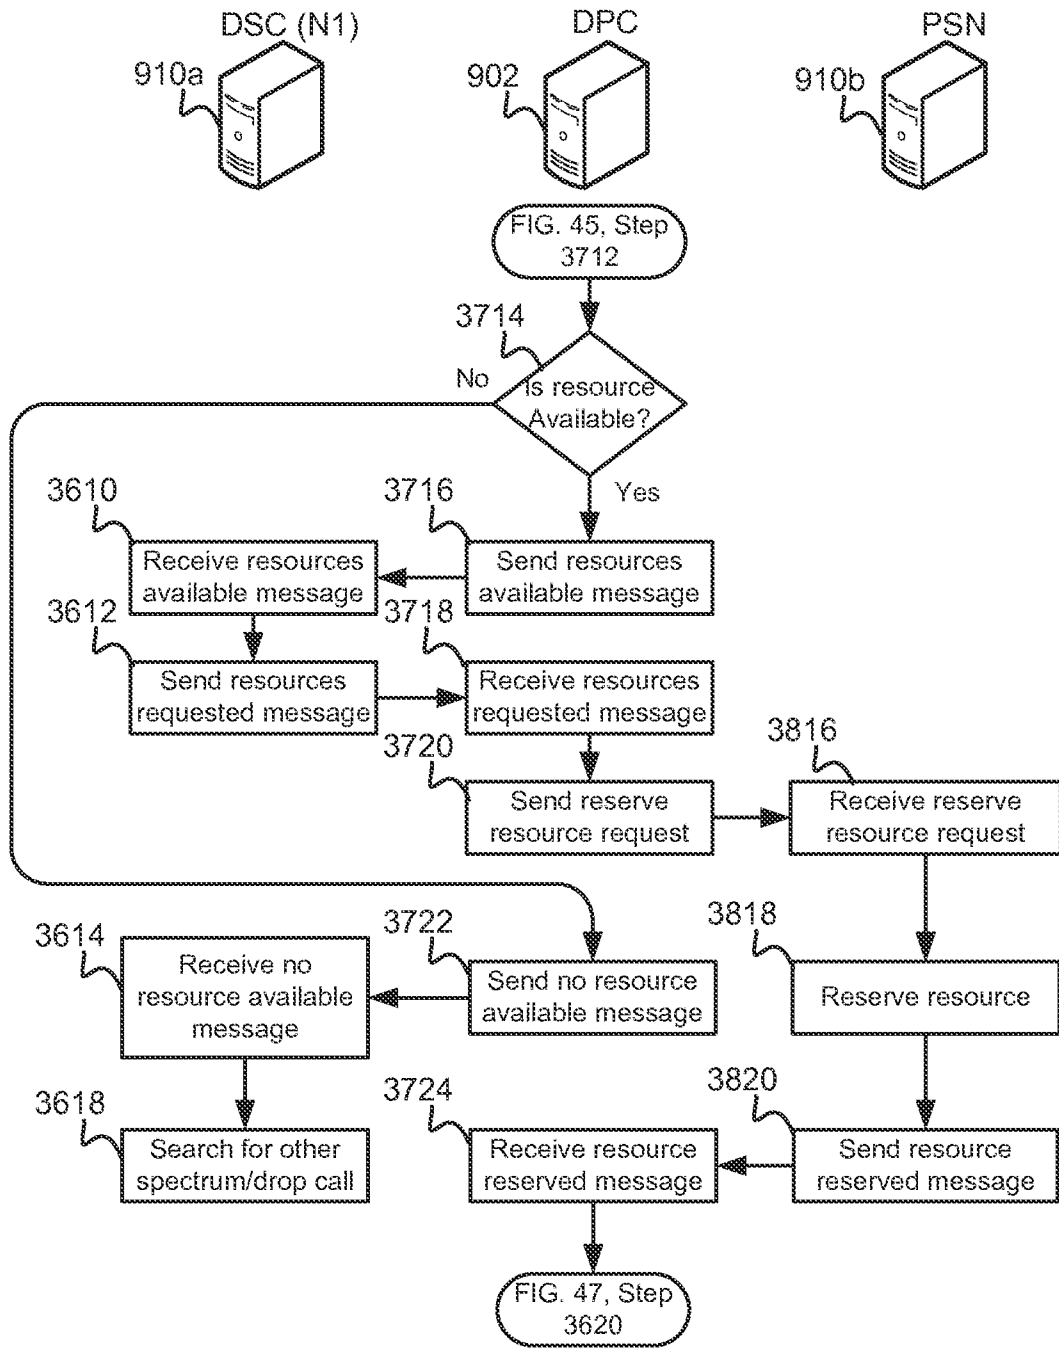 DSC (N1)
DPC
PSN
910a
902
910b
FIG. 45, Step
3712
3714
No
Is resource
Available?
Yes
3610
3716
Receive resources
available message
Send resources
available message
3612
3718
Send resources
requested message
Receive resources
requested message
3720
3816
Send reserve
resource request
Receive reserve
resource request
3614
3722
3818
Receive no
resource available
message
Send no resource
available message
Reserve resource
3618
3724
3820
Search for other
spectrum/drop call
Receive resource
reserved message
Send resource
reserved message
FIG. 47, Step
3620